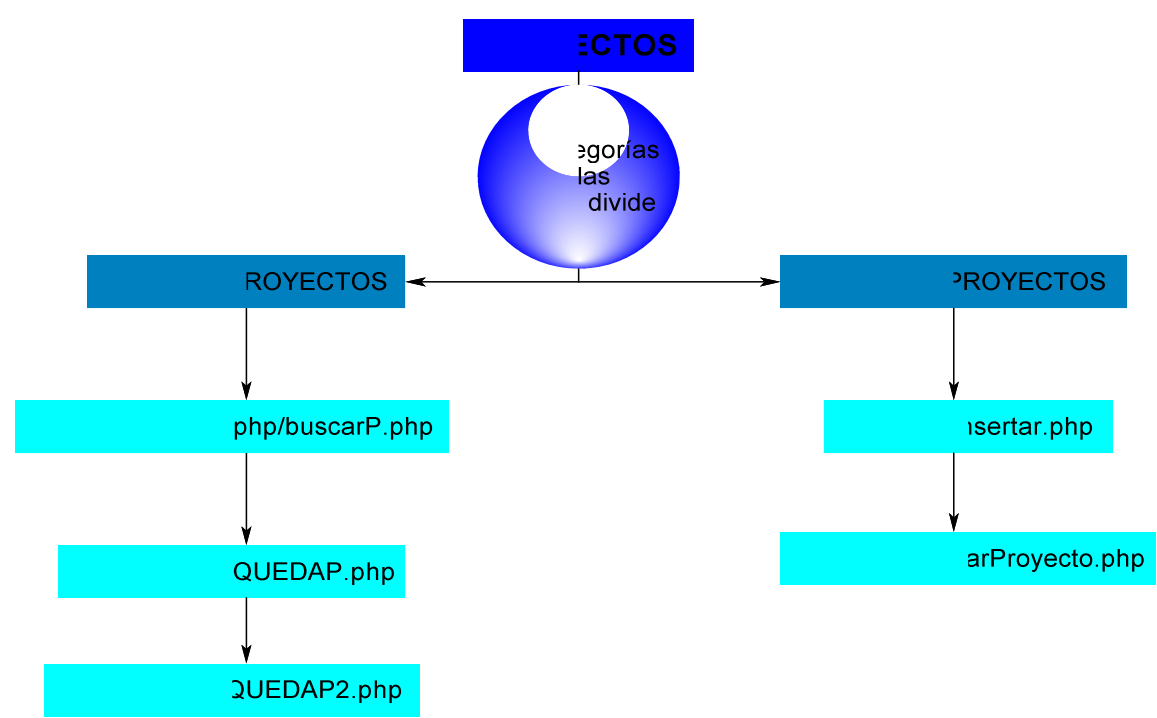 ECTOS
egorías
las
divide
ROYECTOS
PROYECTOS
php/buscarP.php
nsertar.php
QUEDAP.php
arProyecto.php
QUEDAP2.php